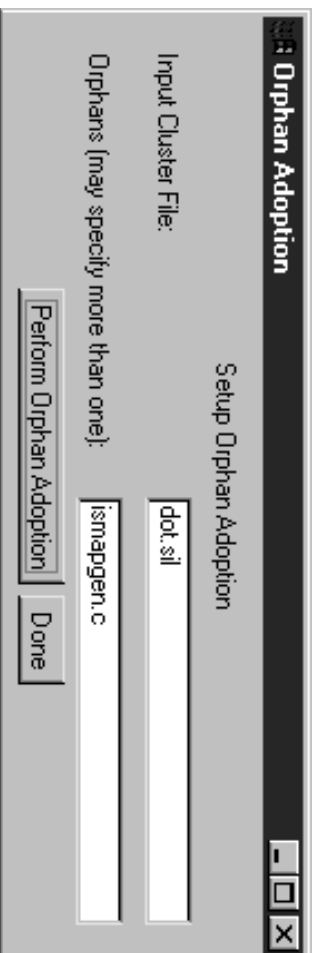 Orphan Adoption
Setup Orphan Adoption
Input Cluster File: dot.sil
Orphans (may specify more than one): ismapgen.c
Perform Orphan Adoption Done